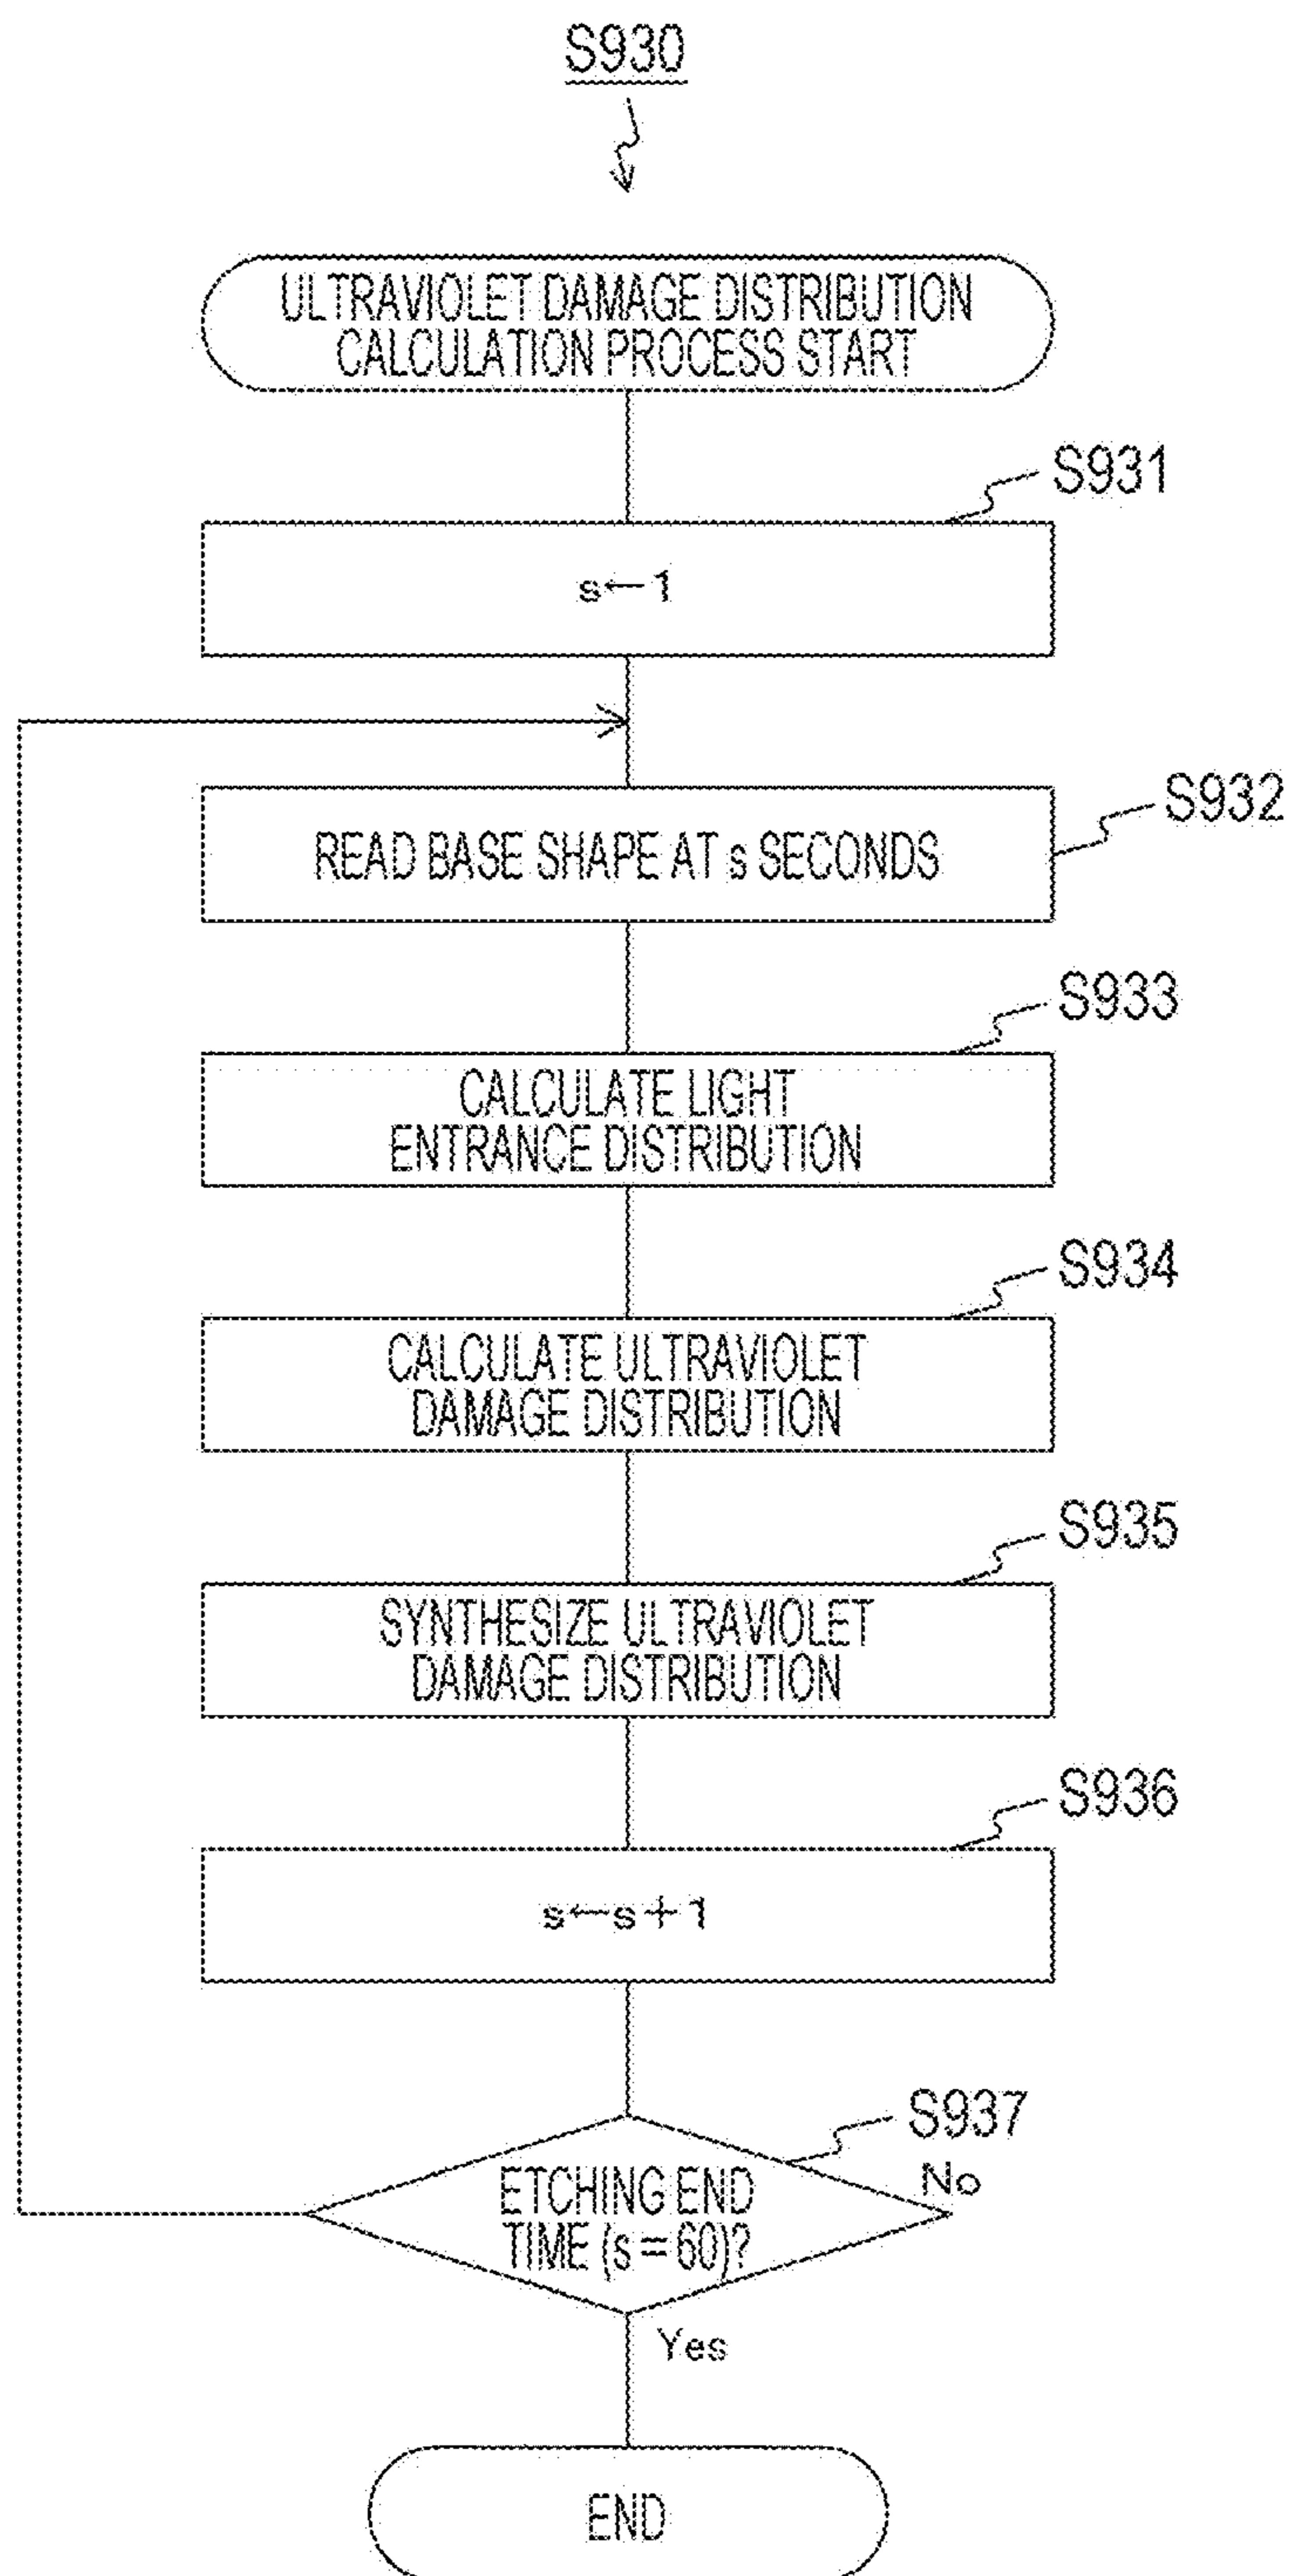 S930
ULTRAVIOLET DAMAGE DISTRIBUTION
CALCULATION PROCESS START
S931
s←1
S932
READ BASE SHAPE AT s SECONDS
S933
CALCULATE LIGHT
ENTRANCE DISTRIBUTION
S934
CALCULATE ULTRAVIOLET
DAMAGE DISTRIBUTION
S935
SYNTHESIZE ULTRAVIOLET
DAMAGE DISTRIBUTION
S936
s←s+1
S937
No
ETCHING END
TIME (s = 60)?
Yes
END